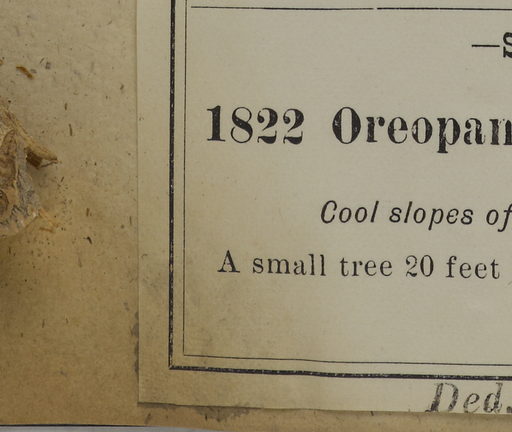 —S
1822 Oreopan
Cool slopes of
A small tree 20 feet
Ded.